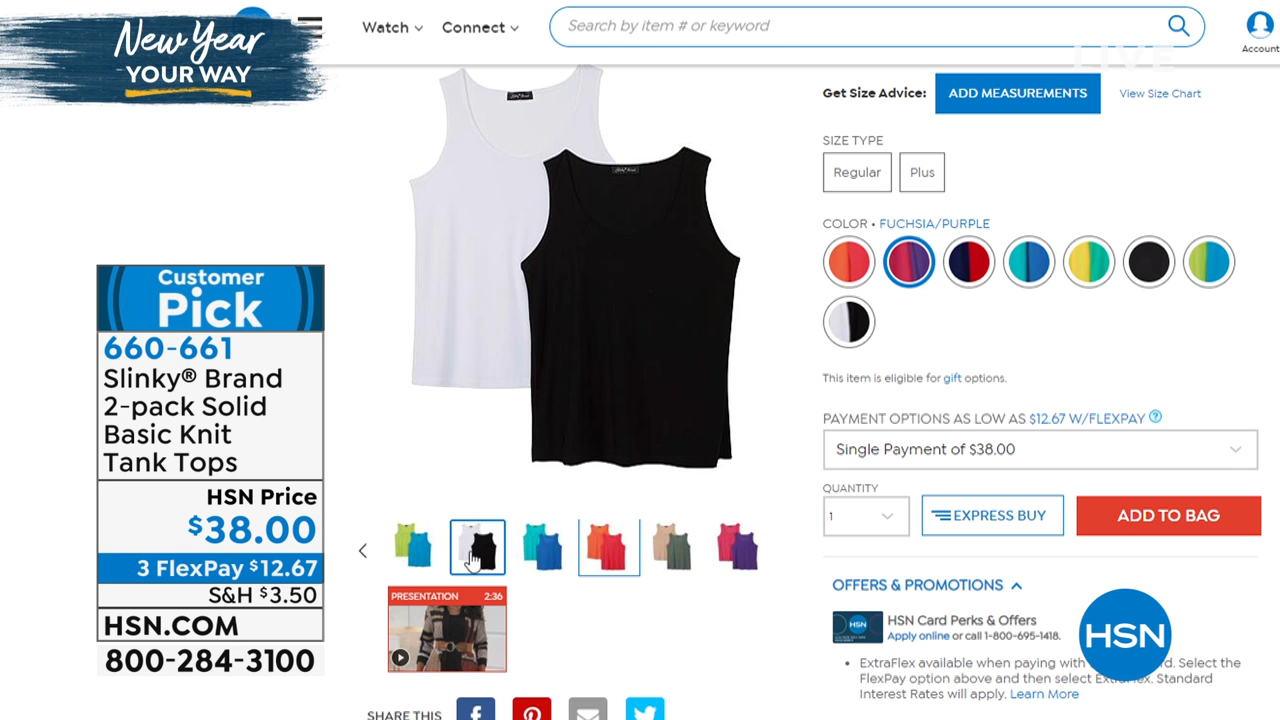 New Year
YOUR WAY
Watch
Connect
Search by item # or keyword
Account
LIVE
Get Size Advice:
ADD MEASUREMENTS
View Size Chart
SIZE TYPE
Regular
Plus
COLOR • FUCHSIA/PURPLE
This item is eligible for gift options.
PAYMENT OPTIONS AS LOW AS $12.67 W/FLEXPAY ?
Single Payment of $38.00
QUANTITY
1
EXPRESS BUY
ADD TO BAG
OFFERS & PROMOTIONS
HSN
HSN Card Perks & Offers
Apply online or call 1-800-695-1418.
• ExtraFlex available when paying with rd. Select the
FlexPay option above and then select ExtraFlex. Standard
Interest Rates will apply. Learn More
HSN
Customer
Pick
660-661
Slinky® Brand
2-pack Solid
Basic Knit
Tank Tops
HSN Price
$38.00
3 FlexPay $12.67
S&H $3.50
HSN.COM
800-284-3100
PRESENTATION 2:36
SHARE THIS